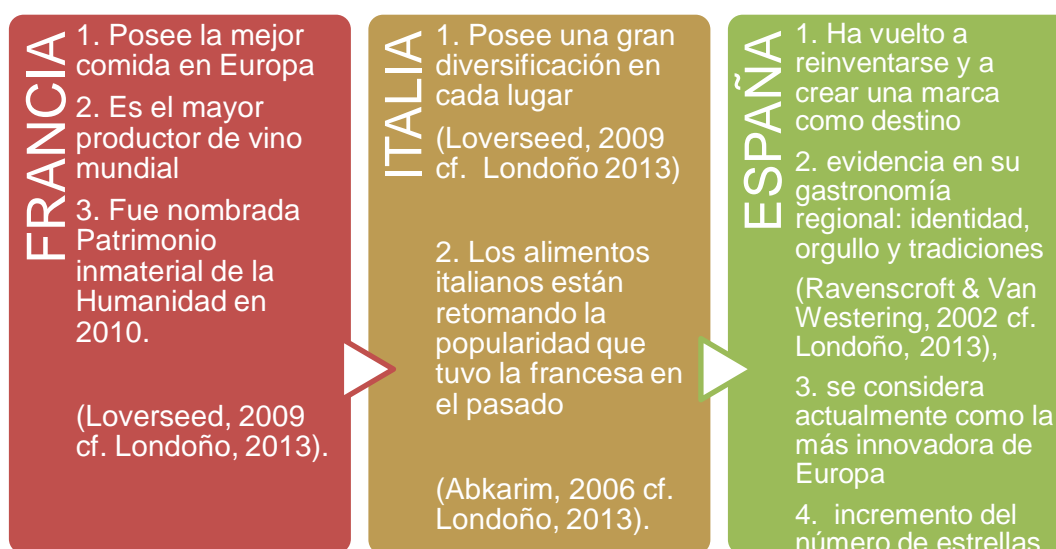 FRANCIA
1. Posee la mejor
comida en Europa
2. Es el mayor
productor de vino
mundial
3. Fue nombrada
Patrimonio
inmaterial de la
Humanidad en
2010.
(Loverseed, 2009
cf. Londoño, 2013).
ITALIA
1. Posee una gran
diversificación en
cada lugar
(Loverseed, 2009
cf. Londoño 2013)
2. Los alimentos
italianos están
retomando la
popularidad que
tuvo la francesa en
el pasado
(Abkarim, 2006 cf.
Londoño, 2013).
ESPAÑA
1. Ha vuelto a
reinventarse y a
crear una marca
como destino
2. evidencia en su
gastronomía
regional: identidad,
orgullo y tradiciones
(Ravenscroft & Van
Westering, 2002 cf.
Londoño, 2013),
3. se considera
actualmente como la
más innovadora de
Europa
4. incremento del
número de estrellas